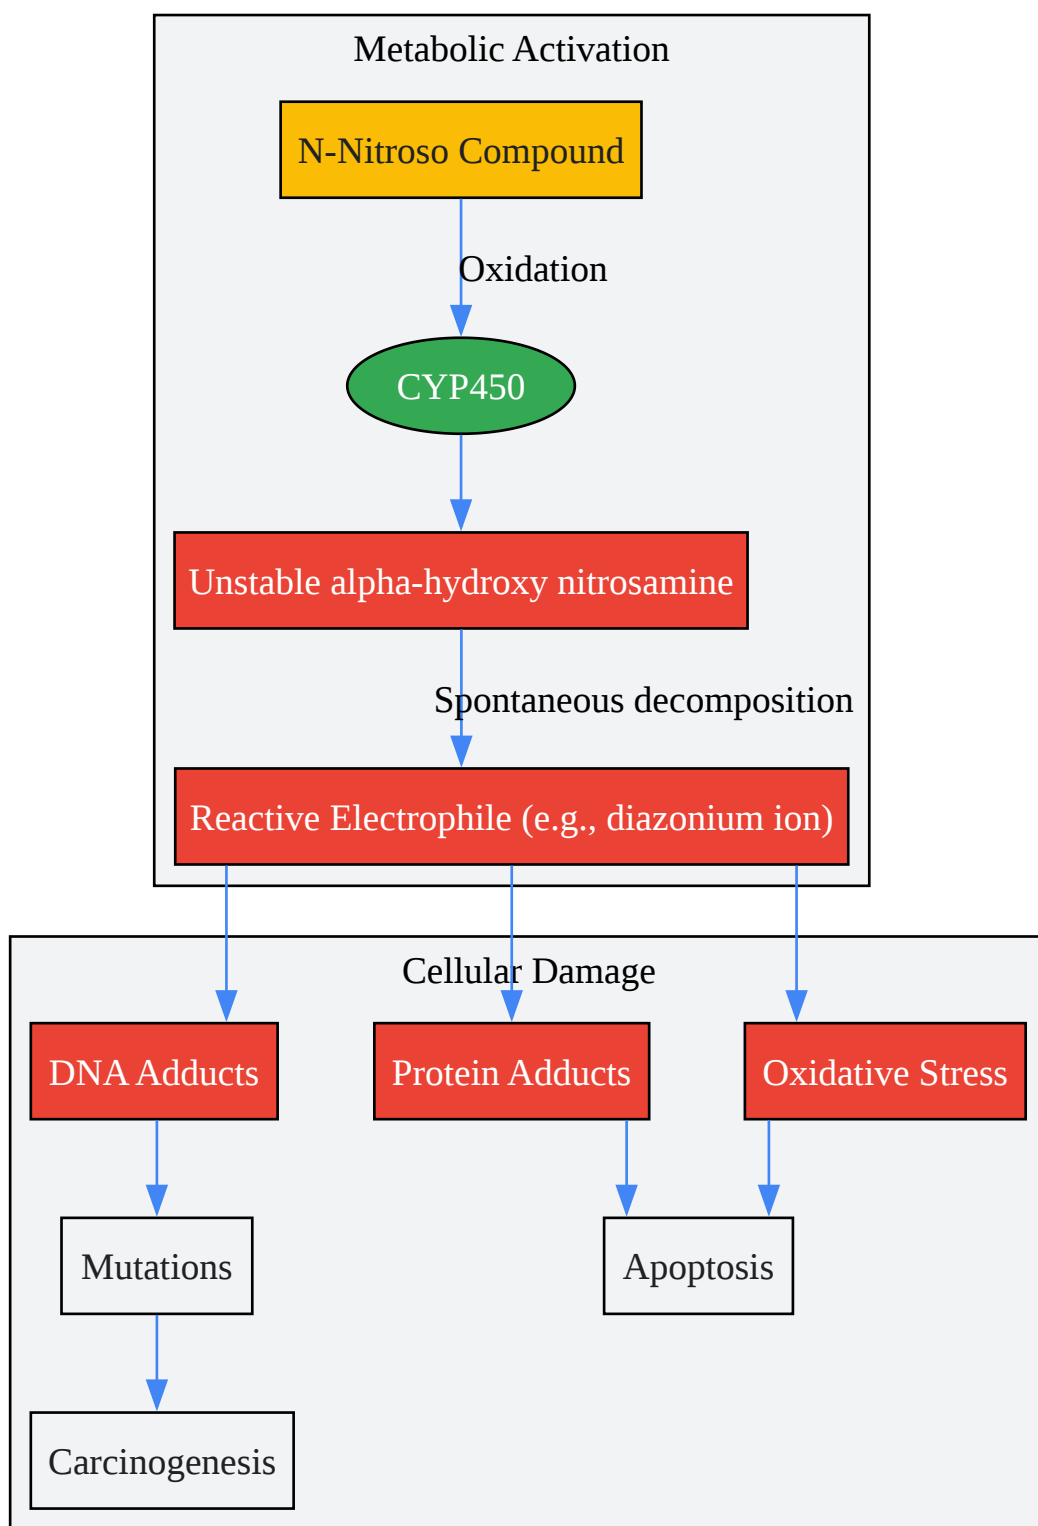 Metabolic Activation
N-Nitroso Compound
Oxidation
CYP450
Unstable alpha-hydroxy nitrosamine
Spontaneous decomposition
Reactive Electrophile (e.g., diazonium ion)
Cellular Damage
DNA Adducts
Protein Adducts
Oxidative Stress
Mutations
Apoptosis
Carcinogenesis